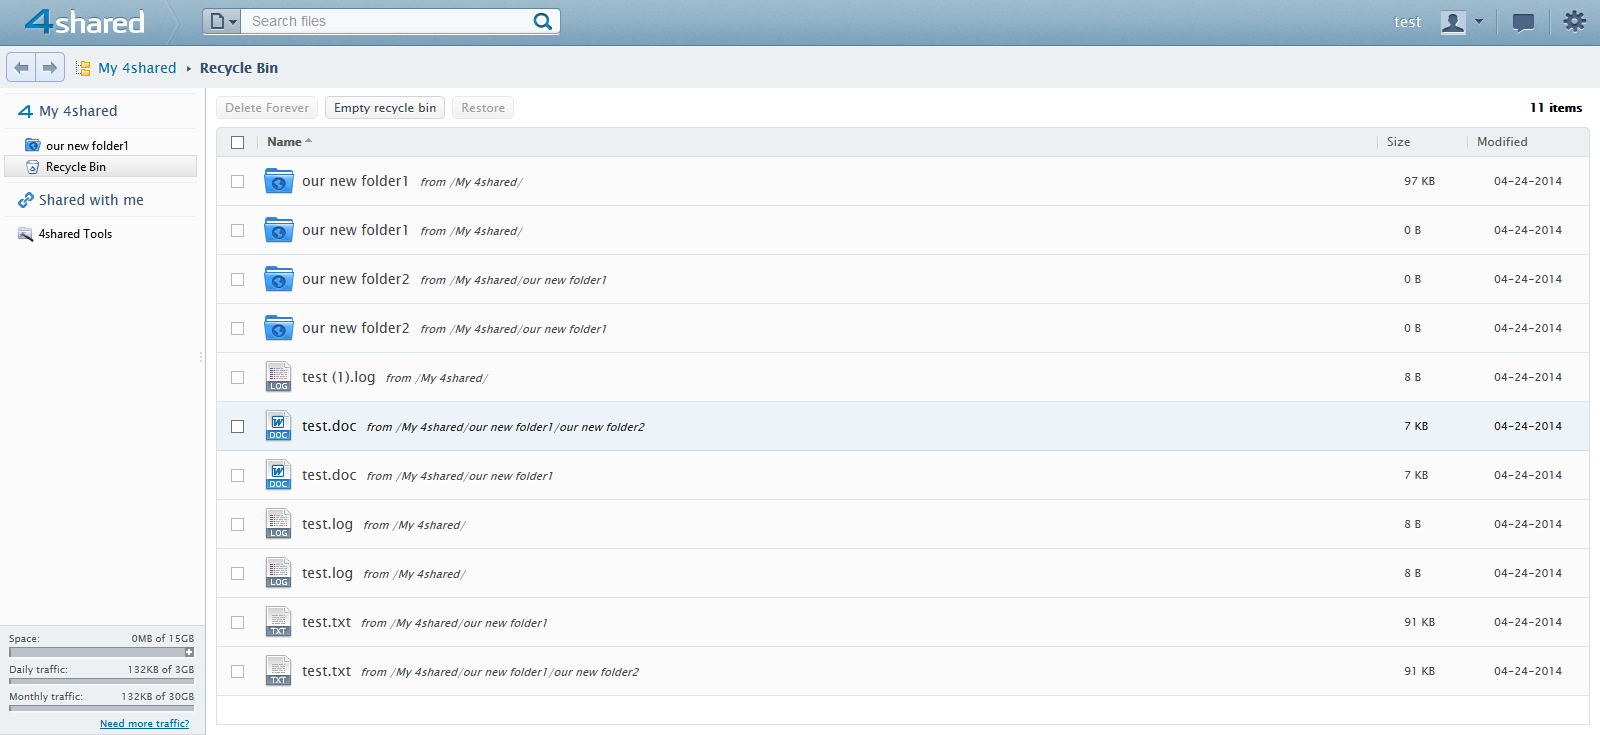 4shared
Search files
test
My 4shared ▸ Recycle Bin
4 My 4shared
our new folder1
Recycle Bin
Shared with me
4shared Tools
Delete Forever Empty recycle bin Restore 11 items
Name Size Modified
our new folder1 from /My 4shared/ 97 KB 04-24-2014
our new folder1 from /My 4shared/ 0 B 04-24-2014
our new folder2 from /My 4shared/our new folder1 0 B 04-24-2014
our new folder2 from /My 4shared/our new folder1 0 B 04-24-2014
LOG test (1).log from /My 4shared/ 8 B 04-24-2014
W DOC test.doc from /My 4shared/our new folder1/our new folder2 7 KB 04-24-2014
W DOC test.doc from /My 4shared/our new folder1 7 KB 04-24-2014
LOG test.log from /My 4shared/ 8 B 04-24-2014
LOG test.log from /My 4shared/ 8 B 04-24-2014
TXT test.txt from /My 4shared/our new folder1 91 KB 04-24-2014
TXT test.txt from /My 4shared/our new folder1/our new folder2 91 KB 04-24-2014
Space: 0MB of 15GB
Daily traffic: 132KB of 3GB
Monthly traffic: 132KB of 30GB
Need more traffic?